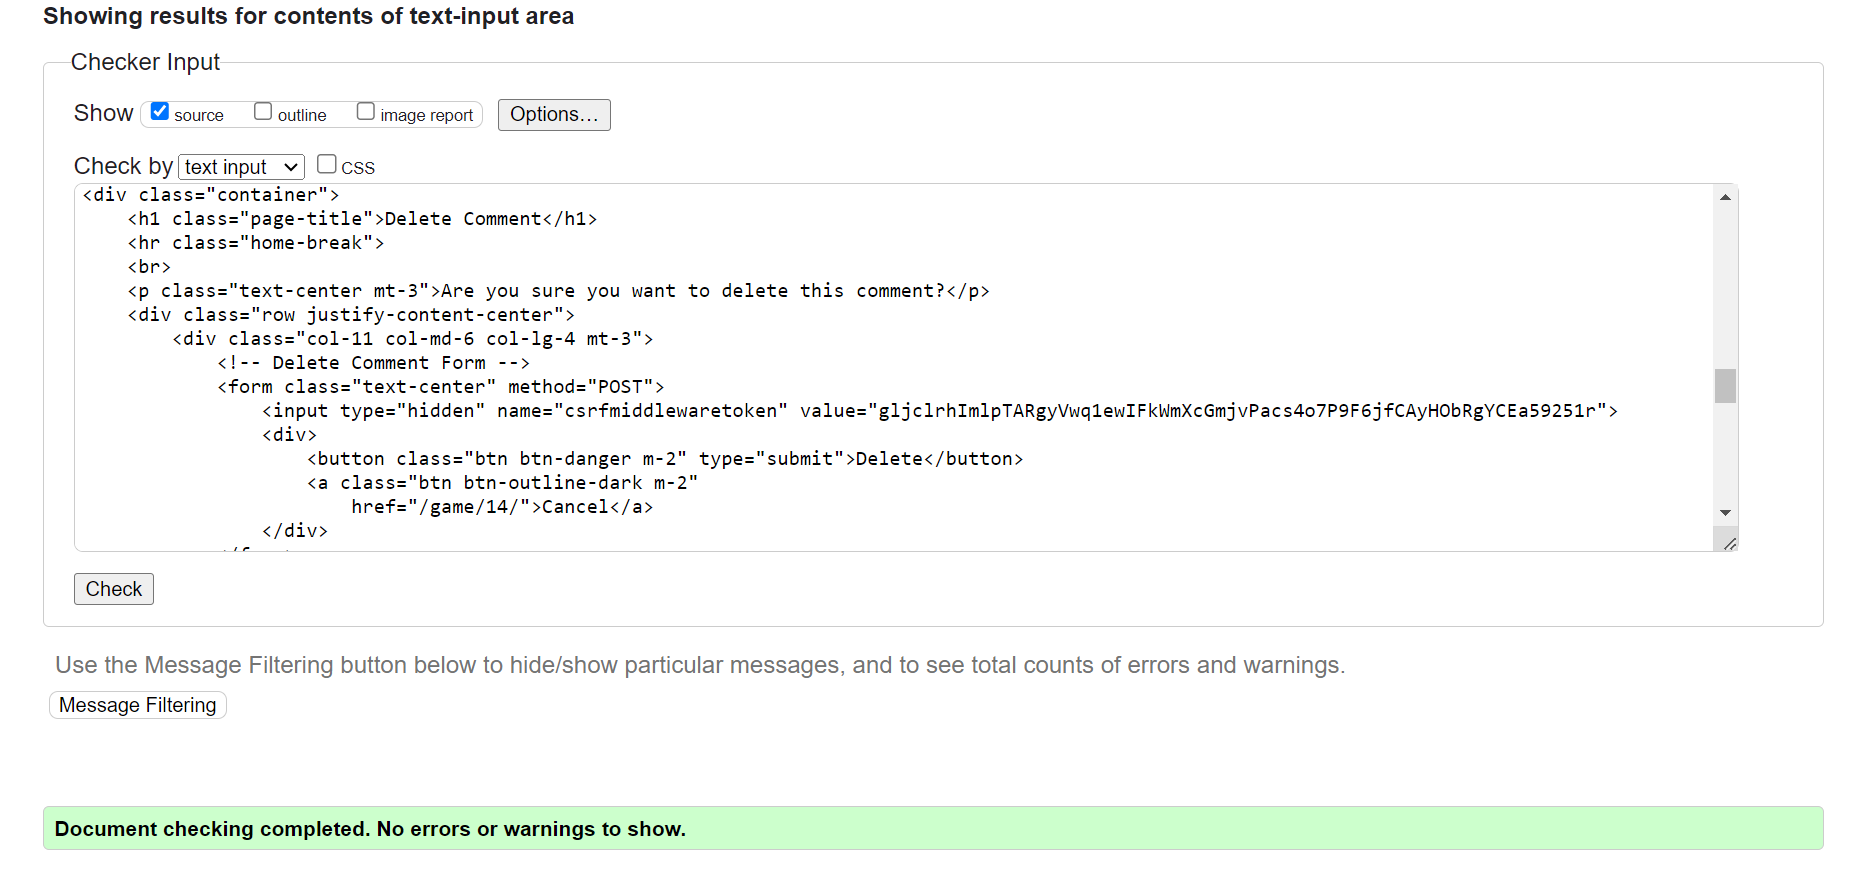 Showing results for contents of text-input area
Checker Input
Show source outline image report Options...
Check by text input CSS
<div class="container">
<h1 class="page-title">Delete Comment</h1>
<hr class="home-break">
<br>
<p class="text-center mt-3">Are you sure you want to delete this comment?</p>
<div class="row justify-content-center">
<div class="col-11 col-md-6 col-lg-4 mt-3">
<!-- Delete Comment Form -->
<form class="text-center" method="POST">
<input type="hidden" name="csrfmiddlewaretoken" value="gljclrhImlpTARgyVwq1ewIFkWmXcGmjvPacs4o7P9F6jfCAyHObRgYCEa59251r">
<div>
<button class="btn btn-danger m-2" type="submit">Delete</button>
<a class="btn btn-outline-dark m-2"
href="/game/14/">Cancel</a>
</div>
Check
Use the Message Filtering button below to hide/show particular messages, and to see total counts of errors and warnings.
Message Filtering
Document checking completed. No errors or warnings to show.